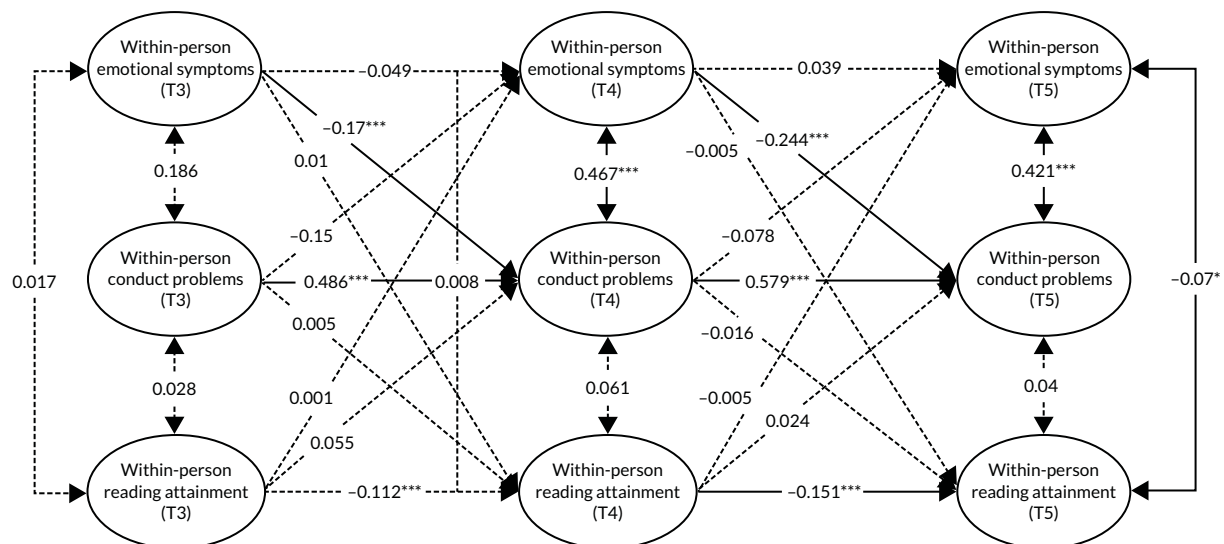 Within-person
emotional symptoms
(T3)
Within-person
emotional symptoms
(T4)
Within-person
emotional symptoms
(T5)
–0.049
0.039
–0.17***
0.01
–0.244***
–0.005
0.186
0.467***
0.421***
–0.15
–0.078
Within-person
conduct problems
(T3)
Within-person
conduct problems
(T4)
Within-person
conduct problems
(T5)
0.017
0.486***
0.008
0.579***
–0.07*
0.005
–0.016
0.028
0.001
0.061
–0.005
0.04
0.055
0.024
Within-person
reading attainment
(T3)
Within-person
reading attainment
(T4)
Within-person
reading attainment
(T5)
–0.112***
–0.151***